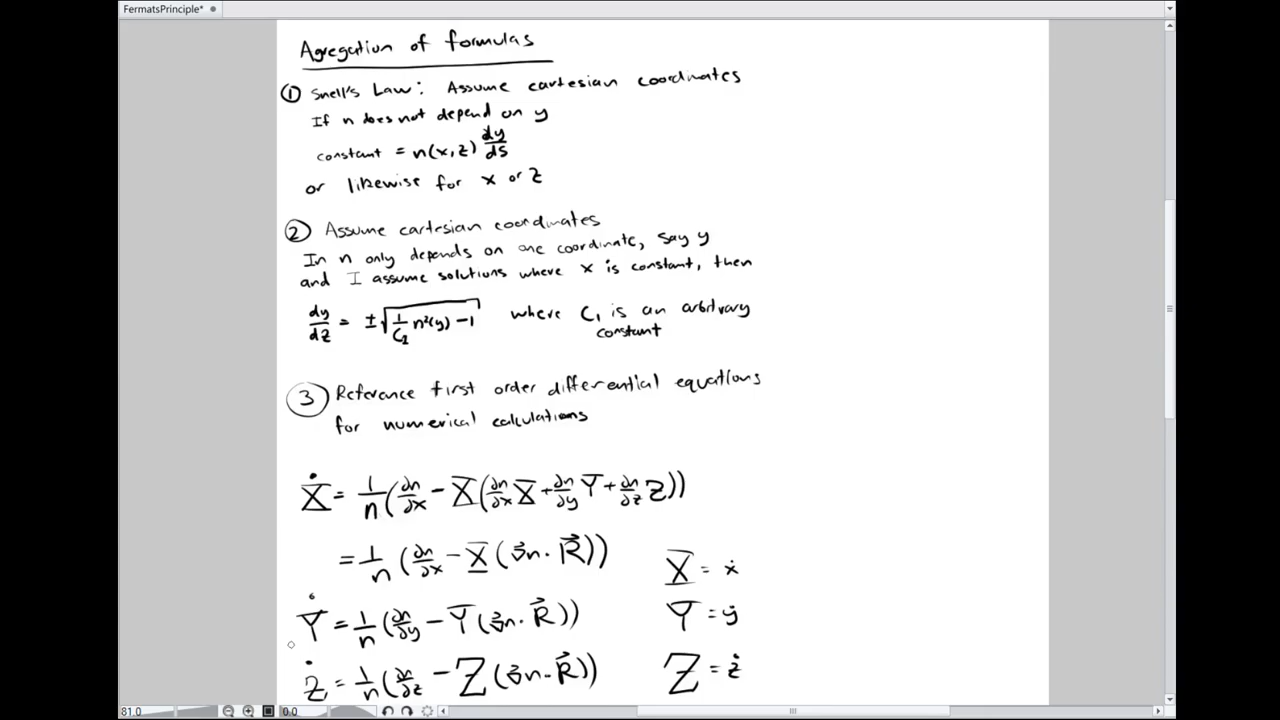 FermatsPrinciple*
Agregation of formulas
① Snell's Law: Assume cartesian coordinates
If n does not depend on y
constant = n(x,z) dy/ds
or likewise for x or z
② Assume cartesian coordinates
In n only depends on one coordinate, say y
and I assume solutions where x is constant, then
dy/dz = ±√(1/C₁ n²(y) −1) where C₁ is an arbitrary
constant
③ Reference first order differential equations
for numerical calculations
Ẋ = 1/n (∂n/∂x − X(∂n/∂x X + ∂n/∂y Y + ∂n/∂z Z))
= 1/n (∂n/∂x − X(∇⃗n · R⃗))
X = ẋ
Ẏ = 1/n (∂n/∂y − Y(∇⃗n · R⃗))
Y = ẏ
Ż = 1/n (∂n/∂z − Z(∇⃗n · R⃗))
Z = ż
81.0
0.0